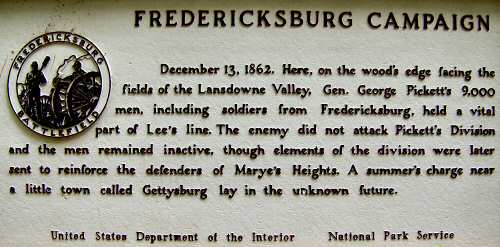 FREDERICKSBURG CAMPAIGN
FREDERICKSBURG
BATTLEFIELD
December 13, 1862. Here, on the wood's edge facing the
fields of the Lansdowne Valley, Gen. George Pickett's 9,000
men, including soldiers from Fredericksburg, held a vital
part of Lee's line. The enemy did not attack Pickett's Division
and the men remained inactive, though elements of the division were later
sent to reinforce the defenders of Marye's Heights. A summer's charge near
a little town called Gettysburg lay in the unknown future.
United States Department of the Interior National Park Service